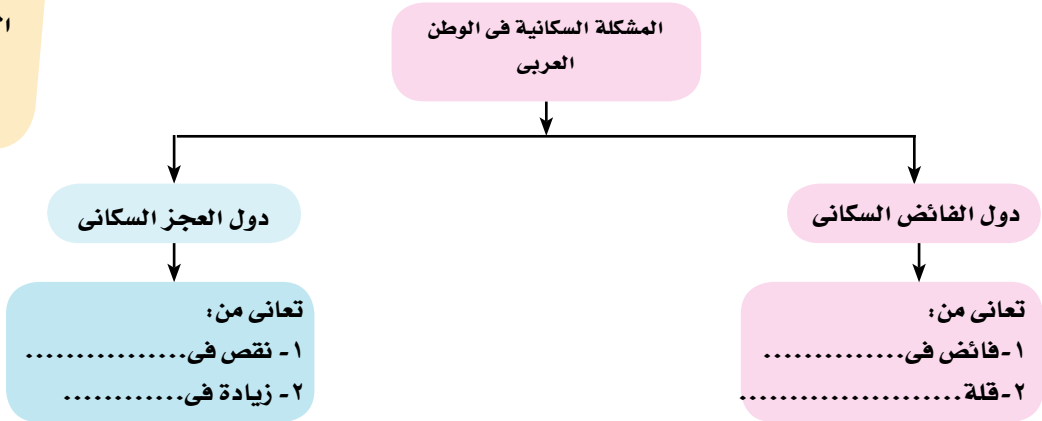 المشكلة السكانية فى الوطن
العربى
دول الفائض السكانى
دول العجز السكانى
تعانى من:
١- فائض فى..............
٢- قلة......................
تعانى من:
١- نقص فى................
٢- زيادة فى............